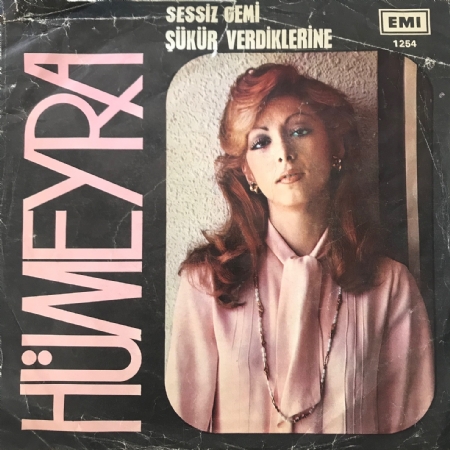 SESSİZ GEMİ
ŞÜKÜR VERDİKLERİNE
EMI
1254
HÜMEYRA